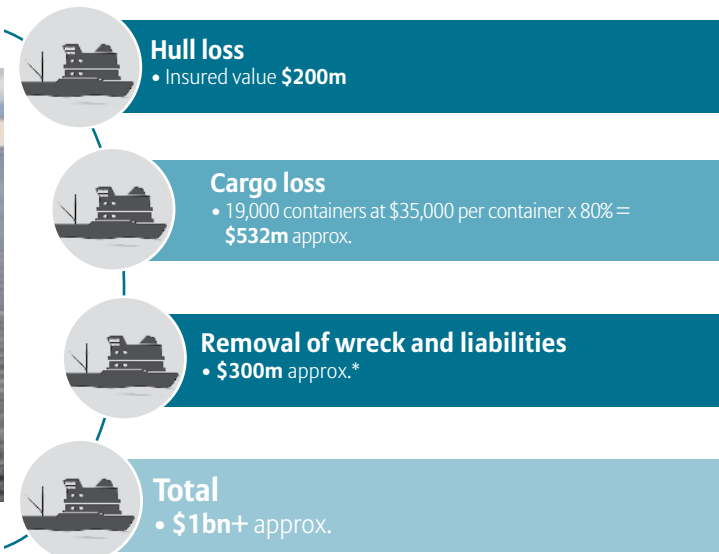 Hull loss
• Insured value $200m
Cargo loss
• 19,000 containers at $35,000 per container x 80% =
$532m approx.
Removal of wreck and liabilities
• $300m approx.*
Total
• $1bn+ approx.